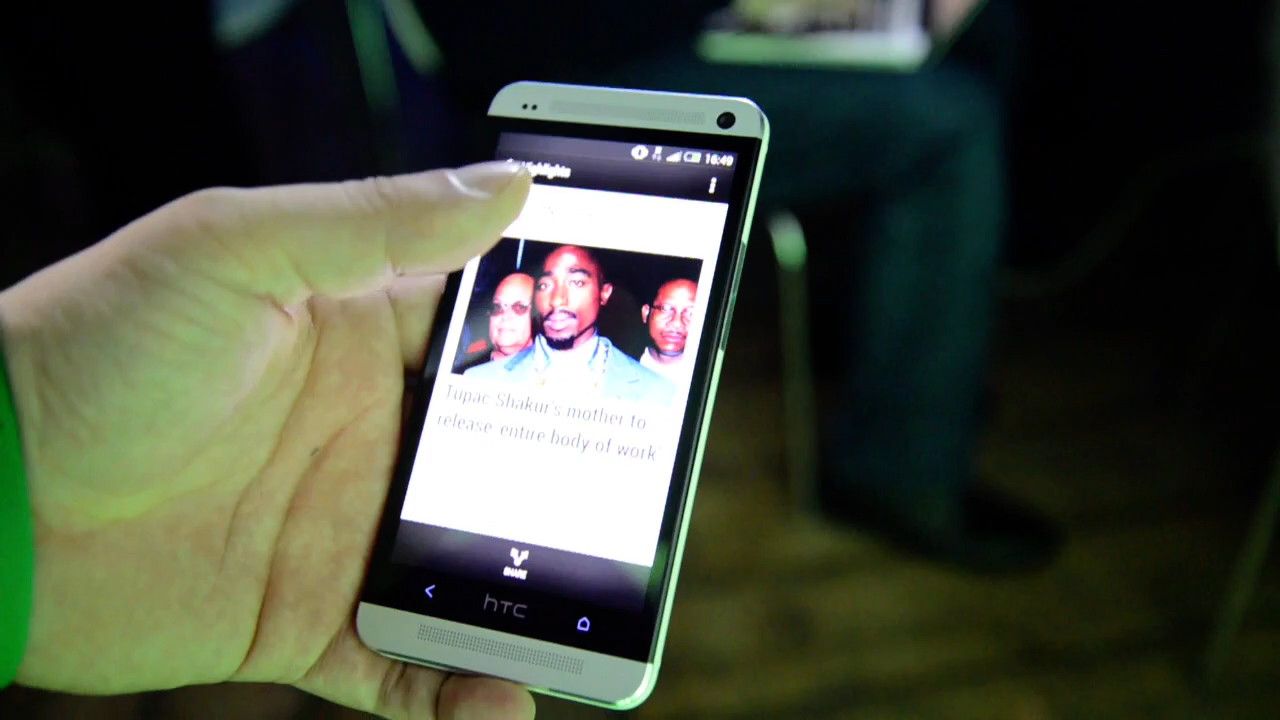 16:49
Highlights
Tupac Shakur's mother to
release 'entire body of work'
SHARE
hTC